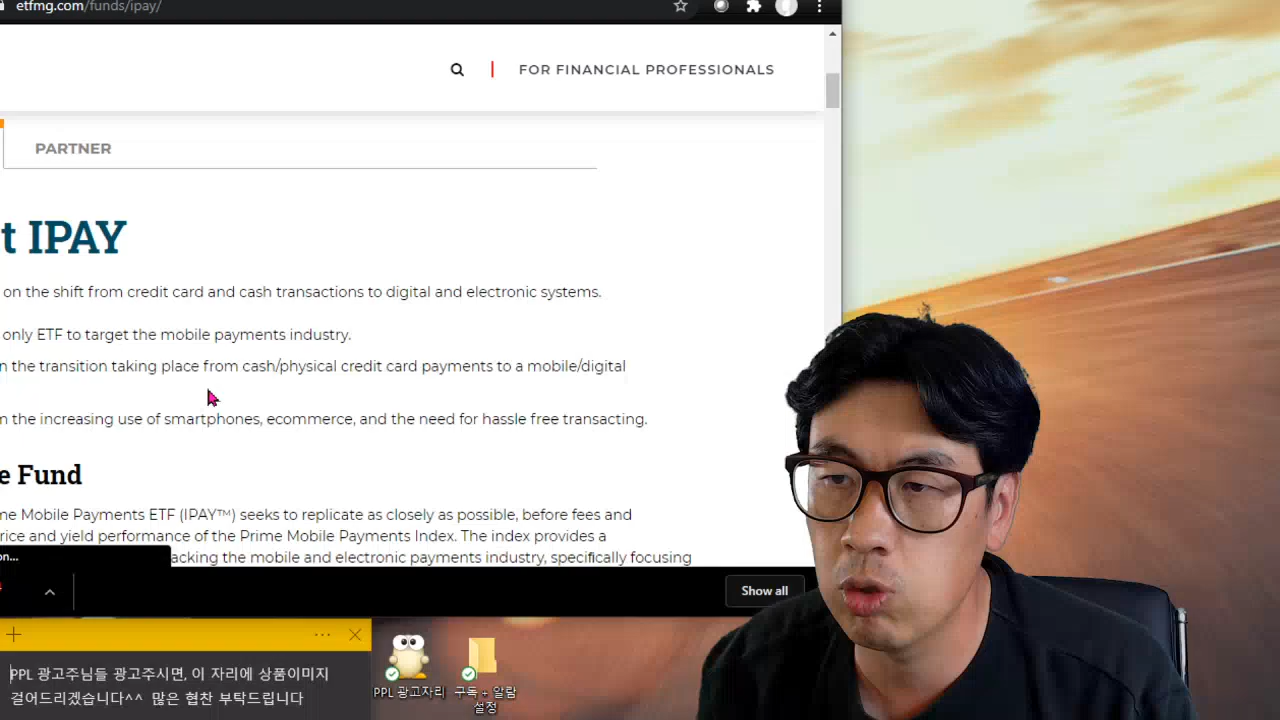 etfmg.com/funds/ipay/
FOR FINANCIAL PROFESSIONALS
PARTNER
t IPAY
on the shift from credit card and cash transactions to digital and electronic systems.
only ETF to target the mobile payments industry.
n the transition taking place from cash/physical credit card payments to a mobile/digital
m the increasing use of smartphones, ecommerce, and the need for hassle free transacting.
e Fund
me Mobile Payments ETF (IPAY™) seeks to replicate as closely as possible, before fees and
rice and yield performance of the Prime Mobile Payments Index. The index provides a
acking the mobile and electronic payments industry, specifically focusing
on...
Show all
PPL 광고주님들 광고주시면, 이 자리에 상품이미지
걸어드리겠습니다^^ 많은 협찬 부탁드립니다
PPL 광고자리
구독 + 알람
설정